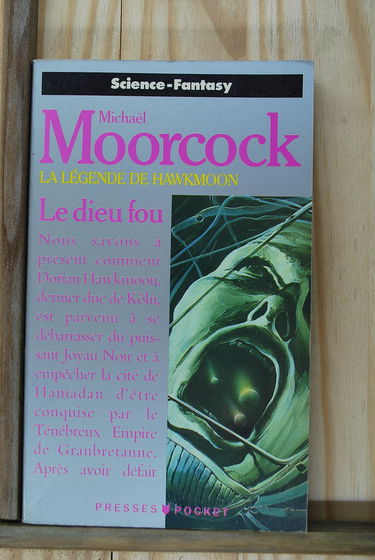 Science-Fantasy
Michaël
Moorcock
LA LÉGENDE DE HAWKMOON
Le dieu fou
Nous savons à
présent comment
Dorian Hawkmoon,
dernier duc de Köln,
est parvenu à se
débarrasser du puis-
sant Joyau Noir et à
empêcher la cité de
Hamadan d'être
conquise par le
Ténébreux Empire
de Granbretanne.
Après avoir défait
PRESSES POCKET